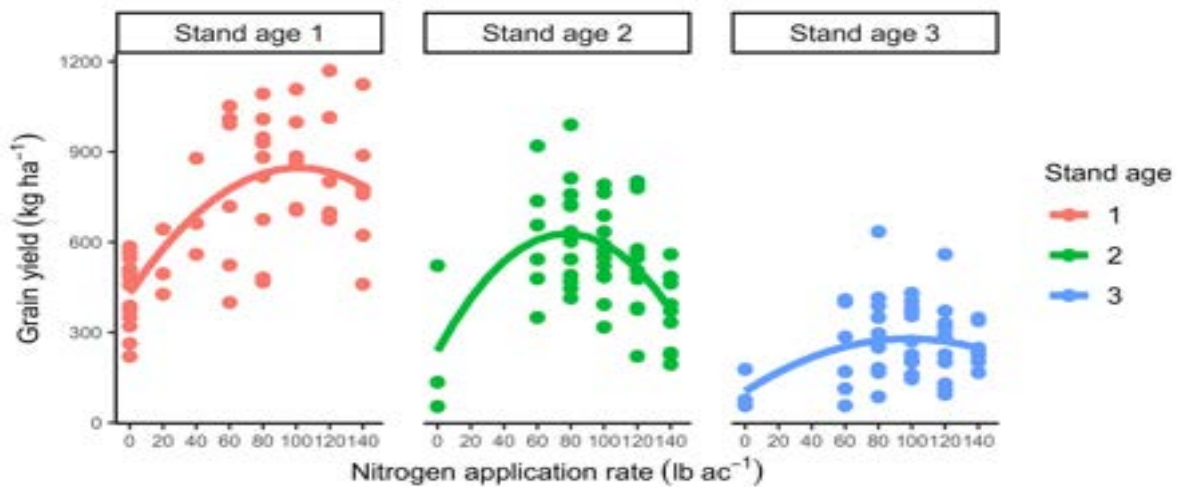 Stand age 1 Stand age 2 Stand age 3
1200
900
600
300
0
Grain yield (kg ha⁻¹)
0 20 40 60 80 100 120 140 0 20 40 60 80 100 120 140 0 20 40 60 80 100 120 140
Nitrogen application rate (lb ac⁻¹)
Stand age
1
2
3